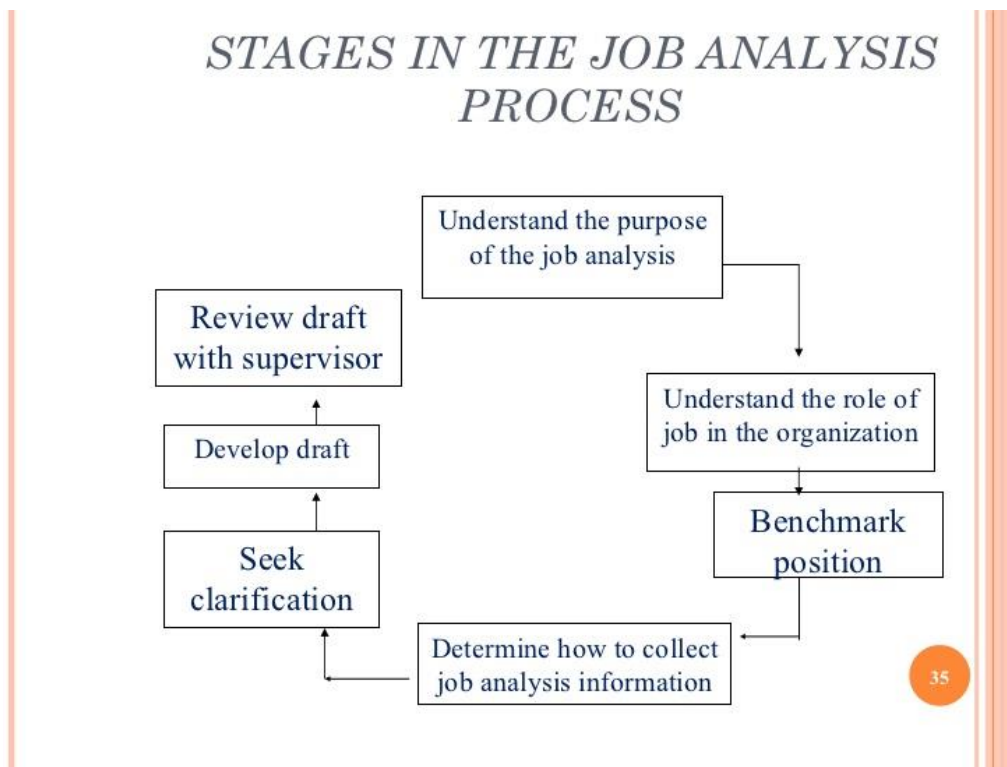 STAGES IN THE JOB ANALYSIS
PROCESS
Understand the purpose
of the job analysis
Understand the role of
job in the organization
Benchmark
position
Determine how to collect
job analysis information
Seek
clarification
Develop draft
Review draft
with supervisor
35